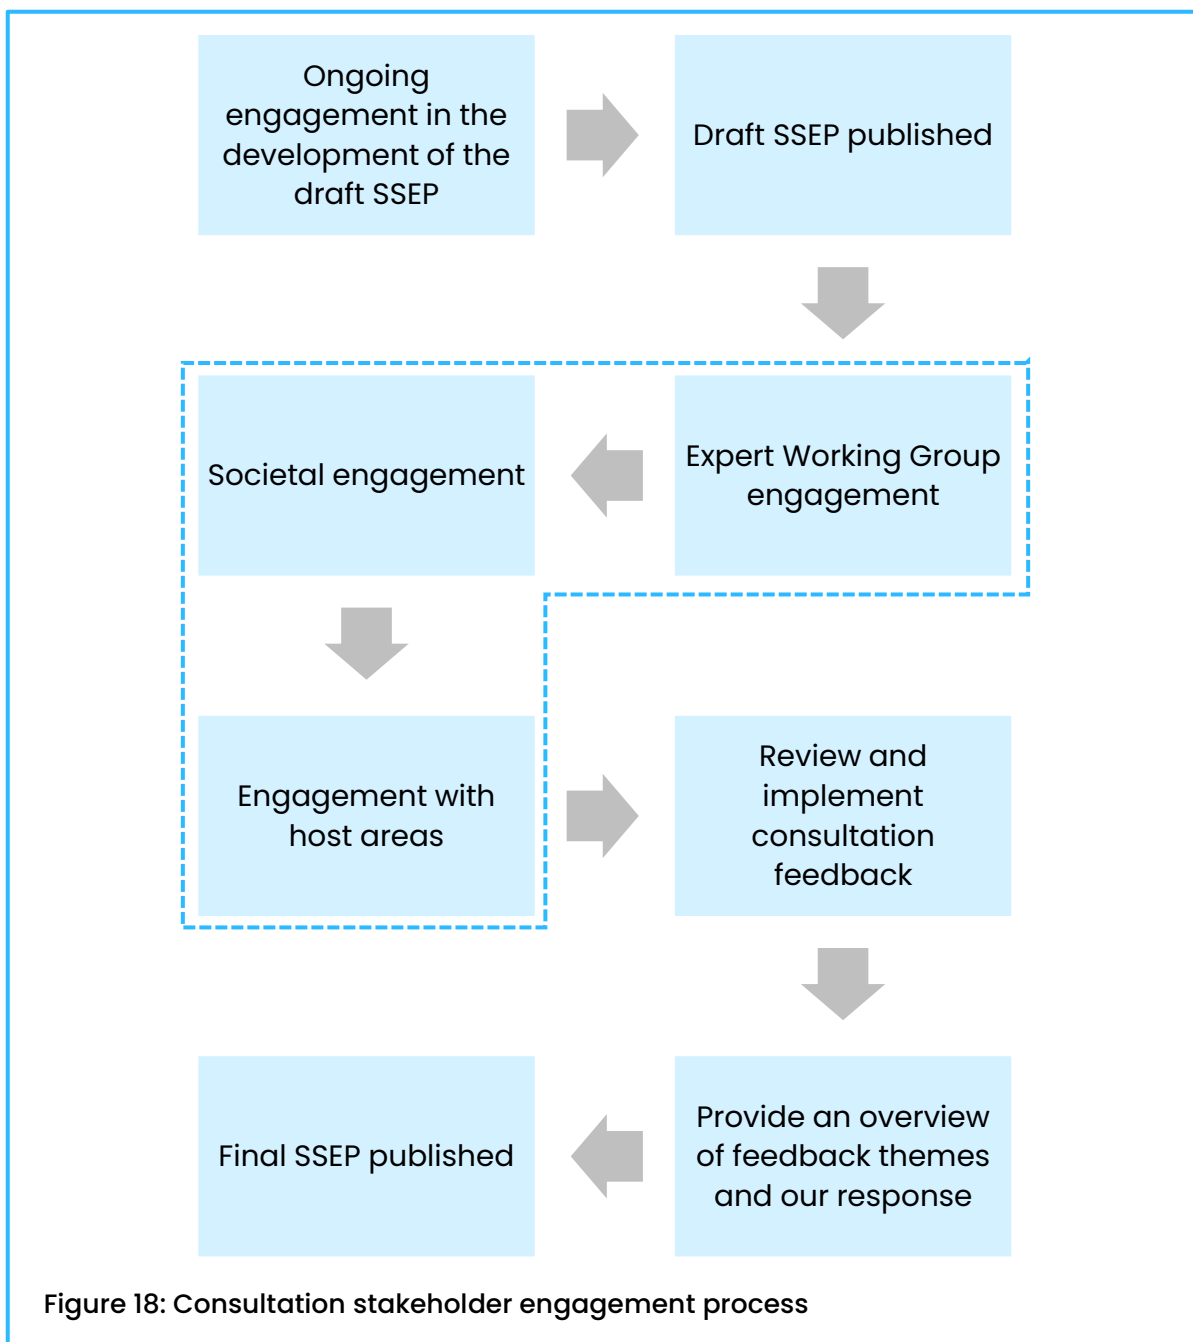 Ongoing
engagement in the
development of the
draft SSEP
Draft SSEP published
Expert Working Group
engagement
Societal engagement
Engagement with
host areas
Review and
implement
consultation
feedback
Provide an overview
of feedback themes
and our response
Final SSEP published
Figure 18: Consultation stakeholder engagement process